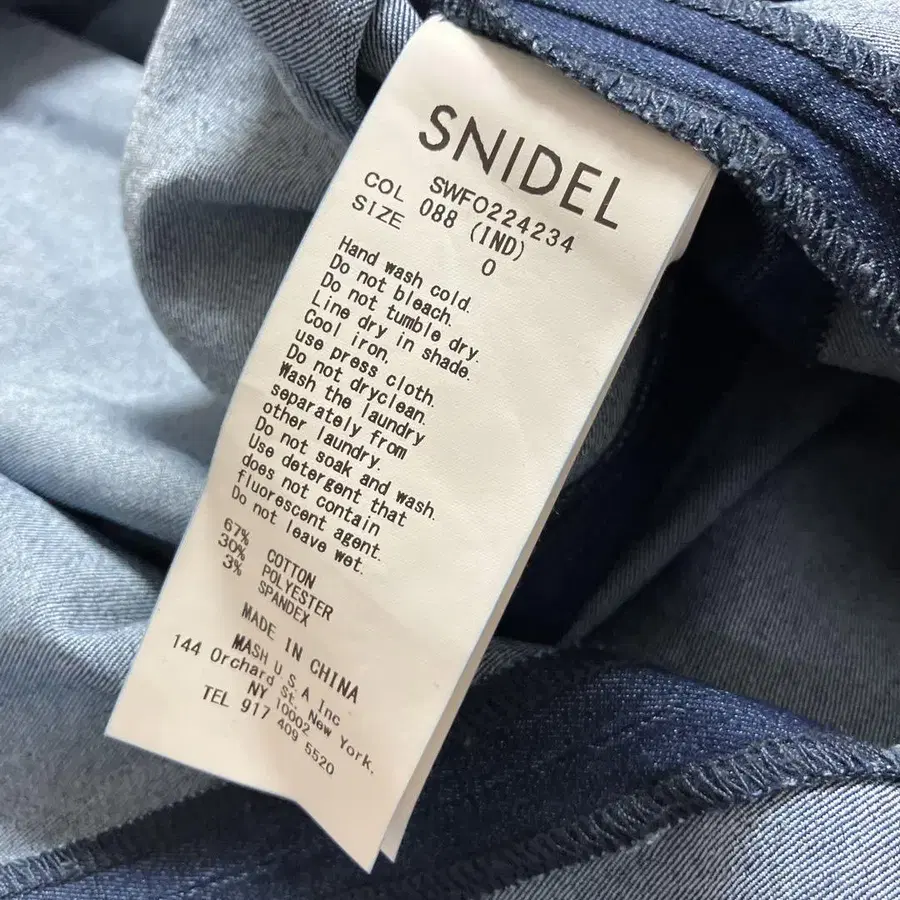 SNIDEL
SWFO224234
COL 088 (IND)
SIZE 0
Hand wash cold.
Do not bleach.
Do not tumble dry.
Line dry in shade.
Cool iron.
use press cloth.
Do not dryclean.
Wash the laundry
separately from
other laundry.
Do not soak and wash.
Use detergent that
does not contain
fluorescent agent.
Do not leave wet.
67% COTTON
30% POLYESTER
3% SPANDEX
MADE IN CHINA
MASH U.S.A Inc
144 Orchard St. New York.
NY 10002
TEL 917 409 5520